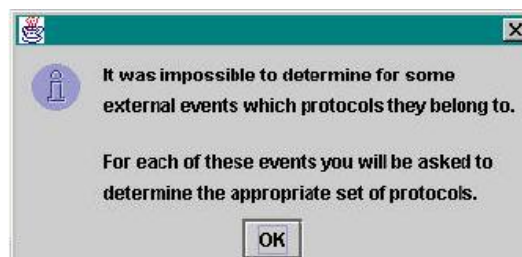 It was impossible to determine for some
external events which protocols they belong to.
For each of these events you will be asked to
determine the appropriate set of protocols.
OK